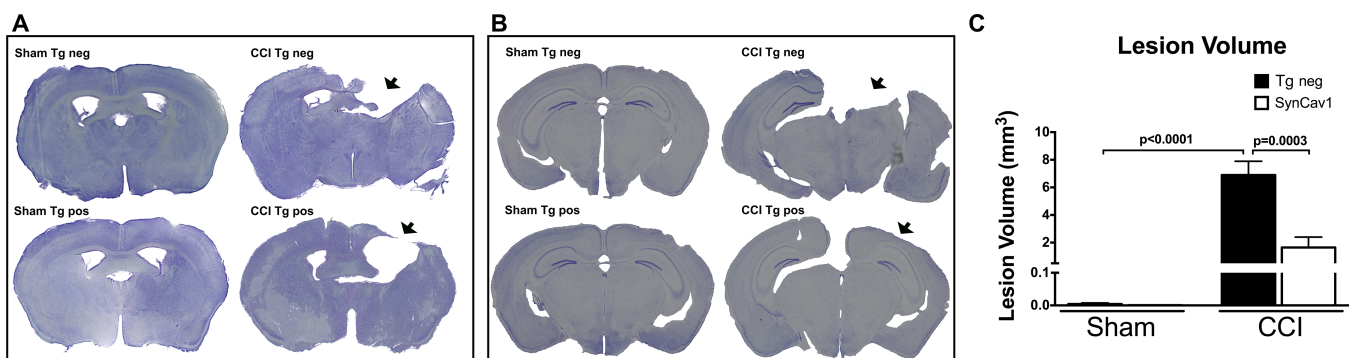 A
Sham Tg neg
CCI Tg neg
Sham Tg pos
CCI Tg pos
B
Sham Tg neg
CCI Tg neg
Sham Tg pos
CCI Tg pos
C
Lesion Volume
Tg neg
SynCav1
p<0.0001
p=0.0003
Lesion Volume (mm³)
10
8
6
4
2
0.1
0.0
Sham
CCI